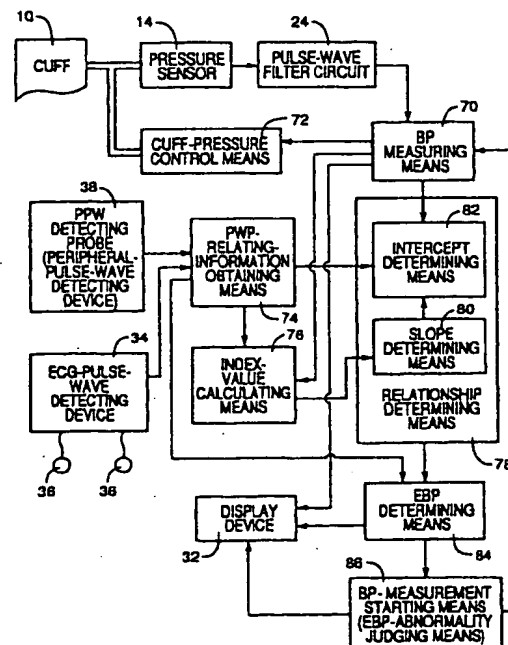 10
CUFF
14
PRESSURE
SENSOR
24
PULSE-WAVE
FILTER CIRCUIT
72
CUFF-PRESSURE
CONTROL MEANS
70
BP
MEASURING
MEANS
38
PPW
DETECTING
PROBE
(PERIPHERAL-
PULSE-WAVE
DETECTING
DEVICE)
PWP-
RELATING-
INFORMATION
OBTAINING
MEANS
74
82
INTERCEPT
DETERMINING
MEANS
80
SLOPE
DETERMINING
MEANS
RELATIONSHIP
DETERMINING
MEANS
78
34
ECG-PULSE-
WAVE
DETECTING
DEVICE
36
36
76
INDEX-
VALUE
CALCULATING
MEANS
DISPLAY
DEVICE
32
EBP
DETERMINING
MEANS
84
86
BP-MEASUREMENT
STARTING MEANS
(EBP-ABNORMALITY
JUDGING MEANS)